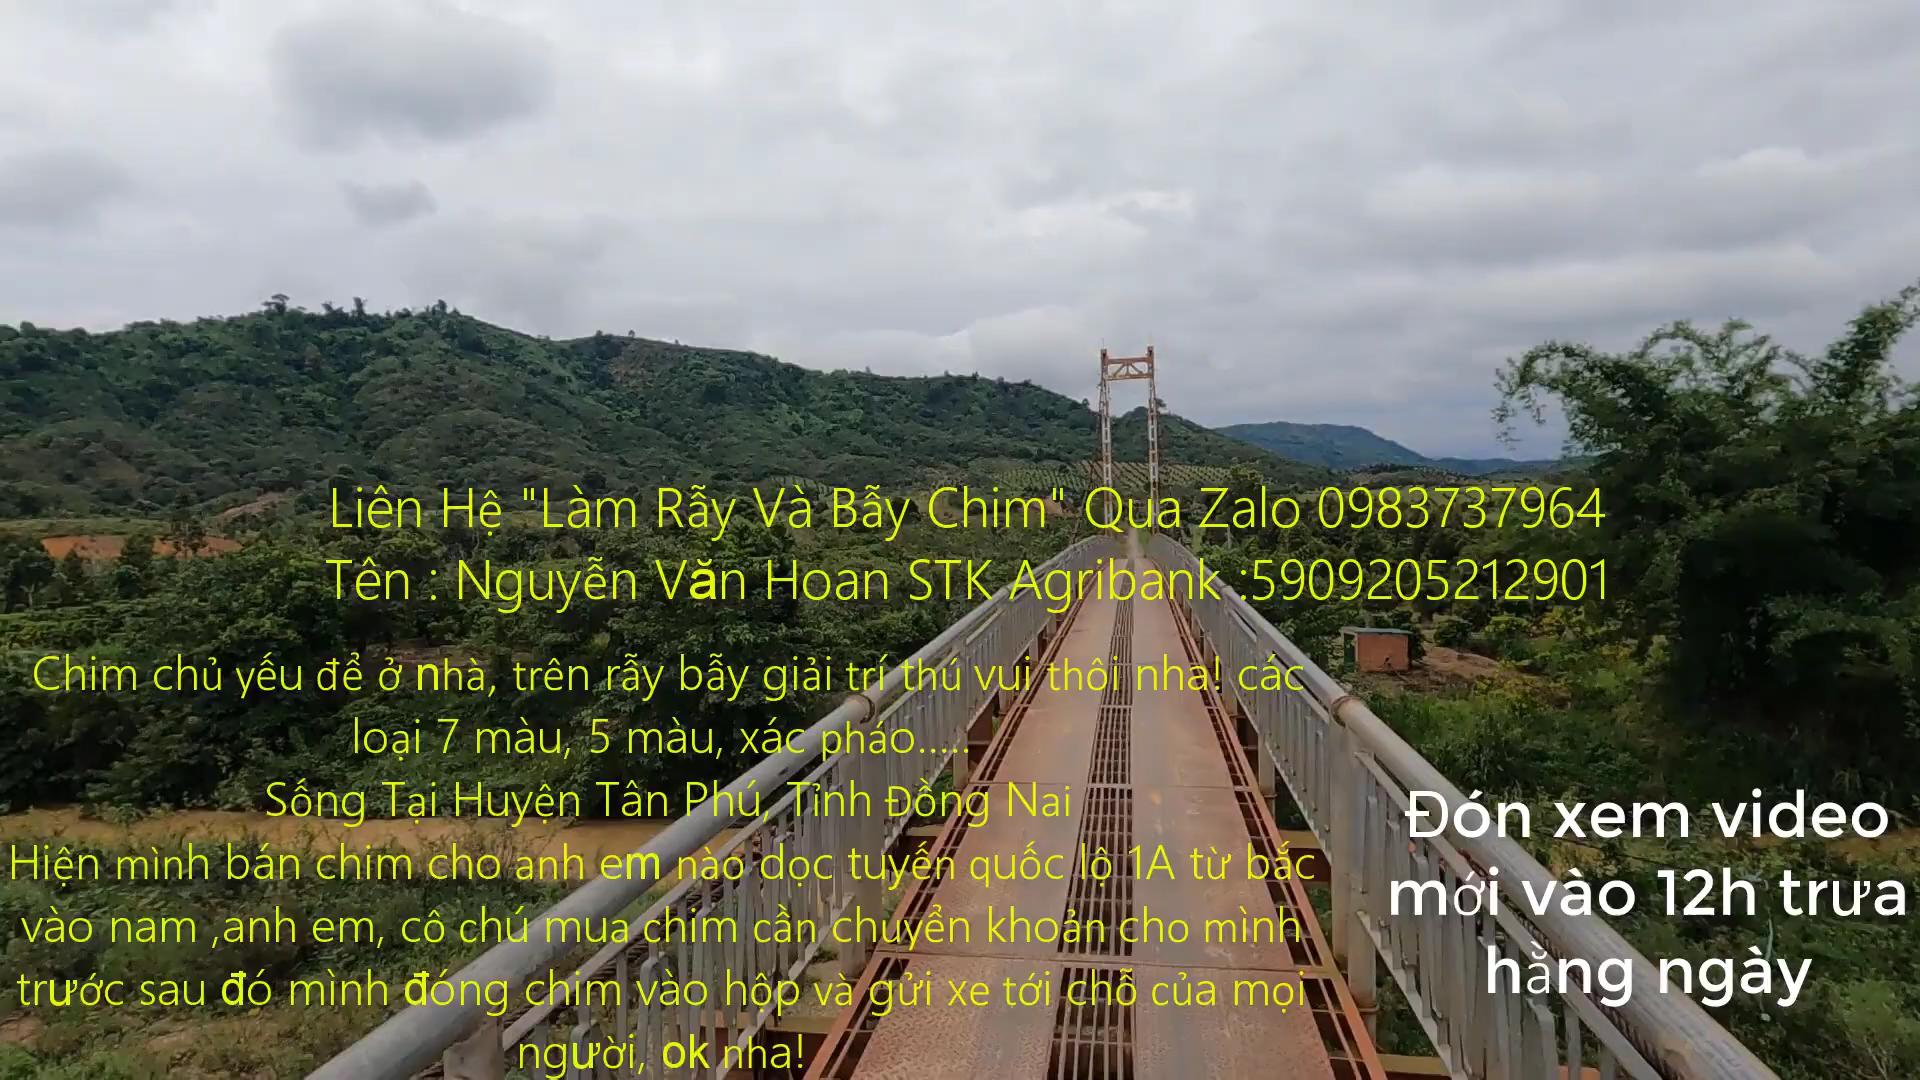 Liên Hệ "Làm Rẫy Và Bẫy Chim" Qua Zalo 0983737964
Tên : Nguyễn Văn Hoan STK Agribank :5909205212901
Chim chủ yếu để ở nhà, trên rẫy bẫy giải trí thú vui thôi nha! các
loại 7 màu, 5 màu, xác pháo.....
Sống Tại Huyện Tân Phú, Tỉnh Đồng Nai
Hiện mình bán chim cho anh em nào dọc tuyến quốc lộ 1A từ bắc
vào nam ,anh em, cô chú mua chim cần chuyển khoản cho mình
trước sau đó mình đóng chim vào hộp và gửi xe tới chỗ của mọi
người, ok nha!
Đón xem video
mới vào 12h trưa
hằng ngày